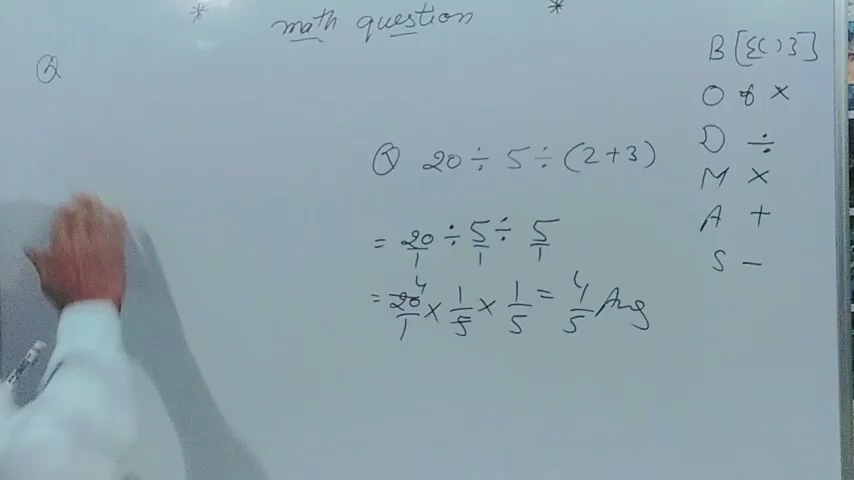 * math question *
Q
Q 20 ÷ 5 ÷ (2+3)
= 20/1 ÷ 5/1 ÷ 5/1
= 20/1 4 × 1/5 × 1/5 = 4/5 Ans
B [{( )}]
O of ×
D ÷
M ×
A +
S −